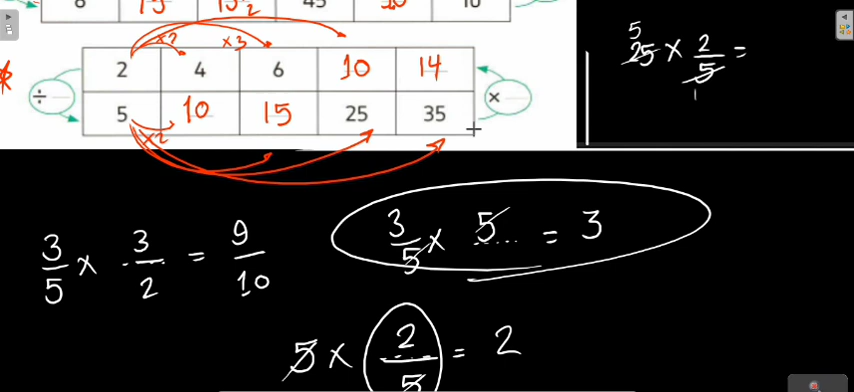 ×2 ×3
2 4 6 10 14
÷ ×
5 10 15 25 35
×2
5
25 × 2/5 =
1
3/5 × 3/2 = 9/10
3/5 × 5 = 3
5 × 2/5 = 2